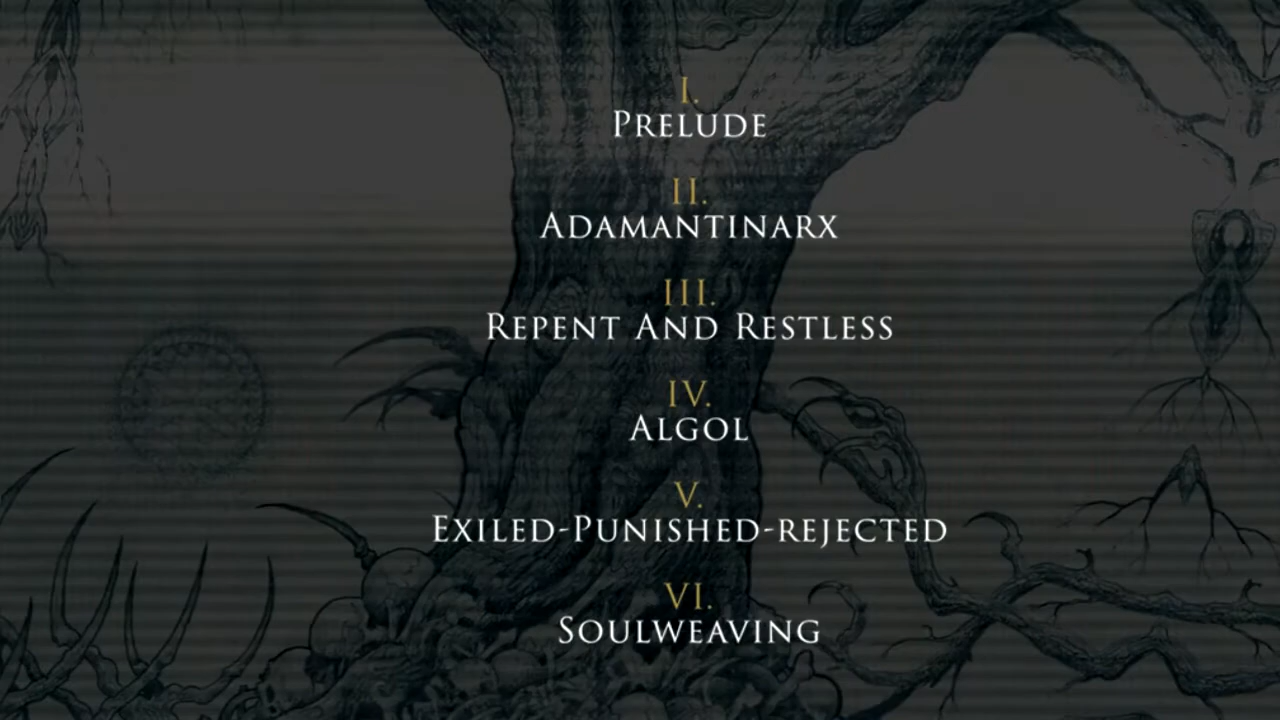 I.
Prelude
II.
Adamantinarx
III.
Repent And Restless
IV.
Algol
V.
Exiled-Punished-rejected
VI.
Soulweaving